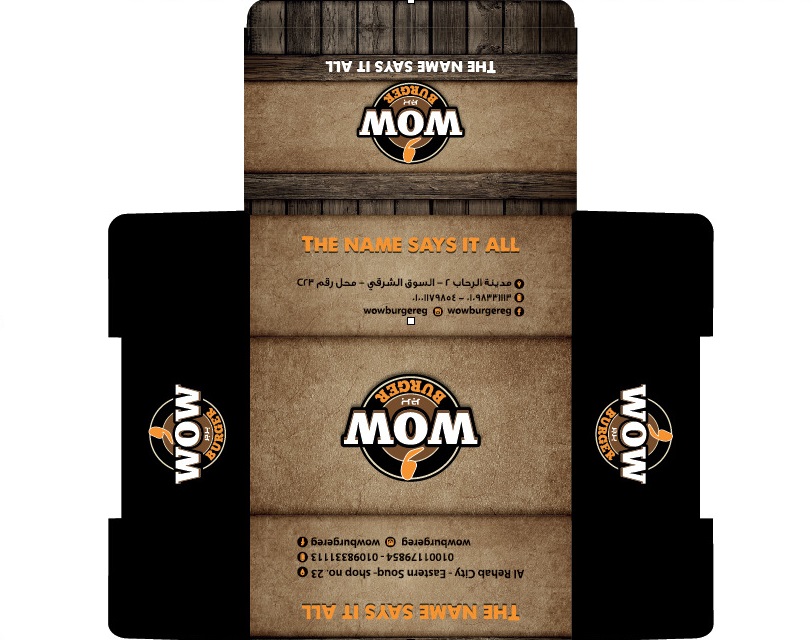 THE NAME SAYS IT ALL
BURGER
WOW
THE NAME SAYS IT ALL
مدينة الرحاب ٢ - السوق الشرقي - محل رقم C٢٣
٠١٠٩٨٣٣١١١٣ - ٠١٠٠١١٧٩٨٥٤
wowburgereg wowburgereg
BURGER
WOW
WOW
BURGER
WOW
BURGER
wowburgereg wowburgereg
01001179854 - 01098331113
Al Rehab City - Eastern Souq- shop no. 23
THE NAME SAYS IT ALL